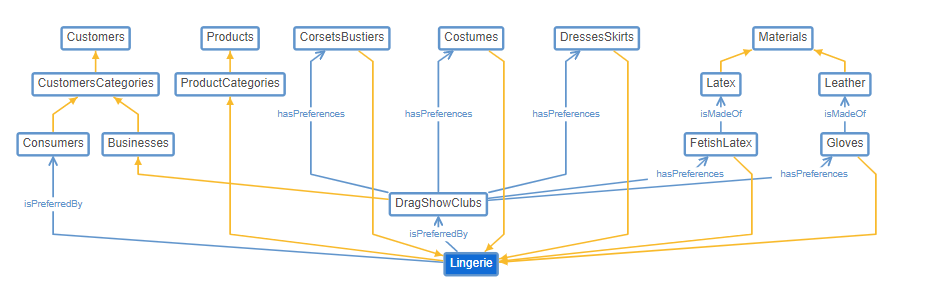 Customers
Products
CorsetsBustiers
Costumes
DressesSkirts
Materials
CustomersCategories
ProductCategories
Latex
Leather
hasPreferences
hasPreferences
hasPreferences
isMadeOf
isMadeOf
Consumers
Businesses
FetishLatex
Gloves
hasPreferences
hasPreferences
isPreferredBy
DragShowClubs
isPreferredBy
Lingerie